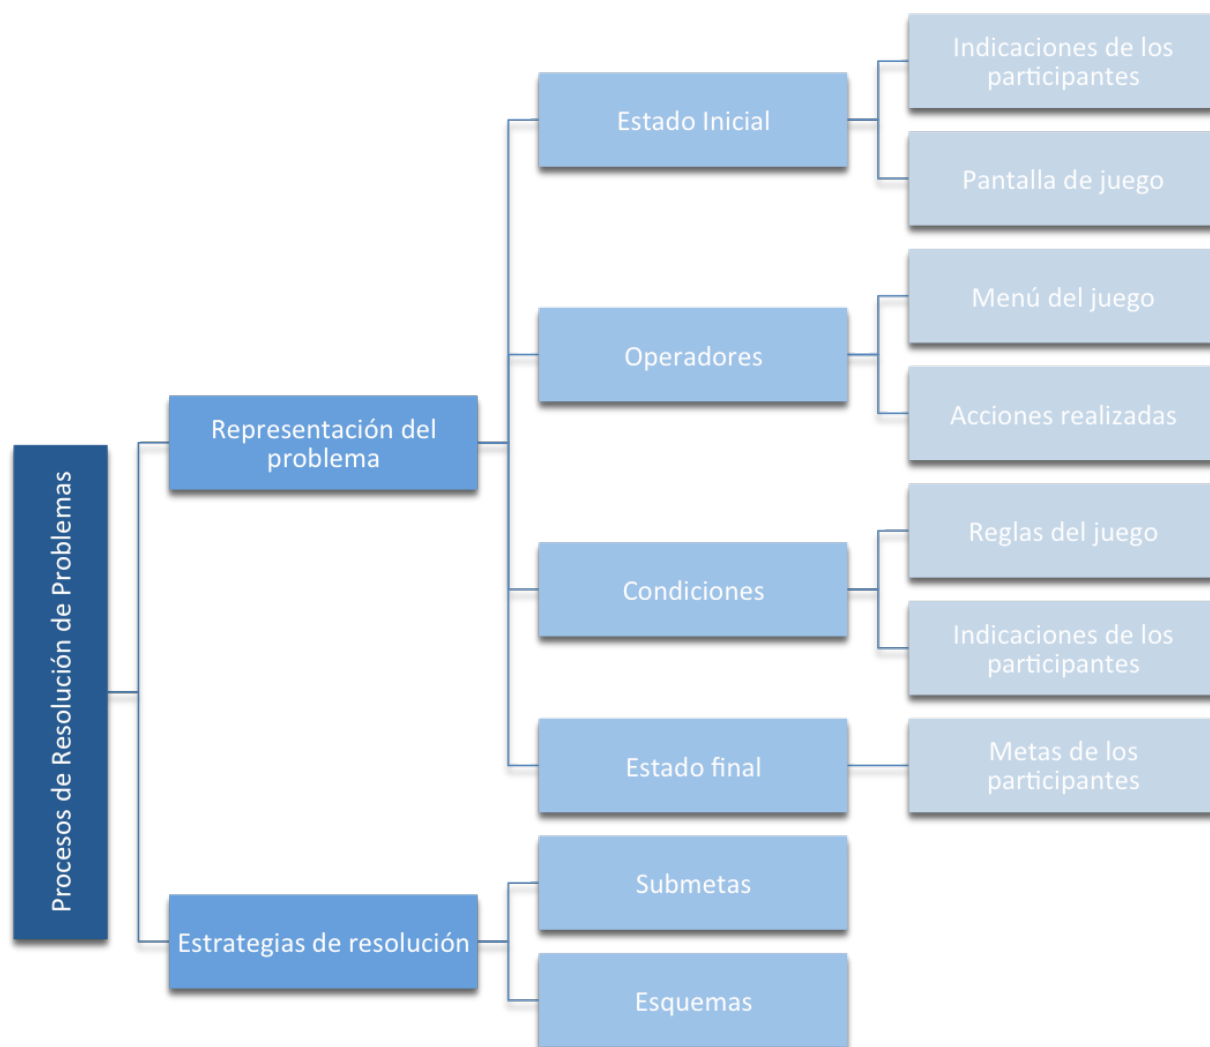 Procesos de Resolución de Problemas
Representación del
problema
Estado Inicial
Indicaciones de los
participantes
Pantalla de juego
Operadores
Menú del juego
Acciones realizadas
Condiciones
Reglas del juego
Indicaciones de los
participantes
Estado final
Metas de los
participantes
Estrategias de resolución
Submetas
Esquemas